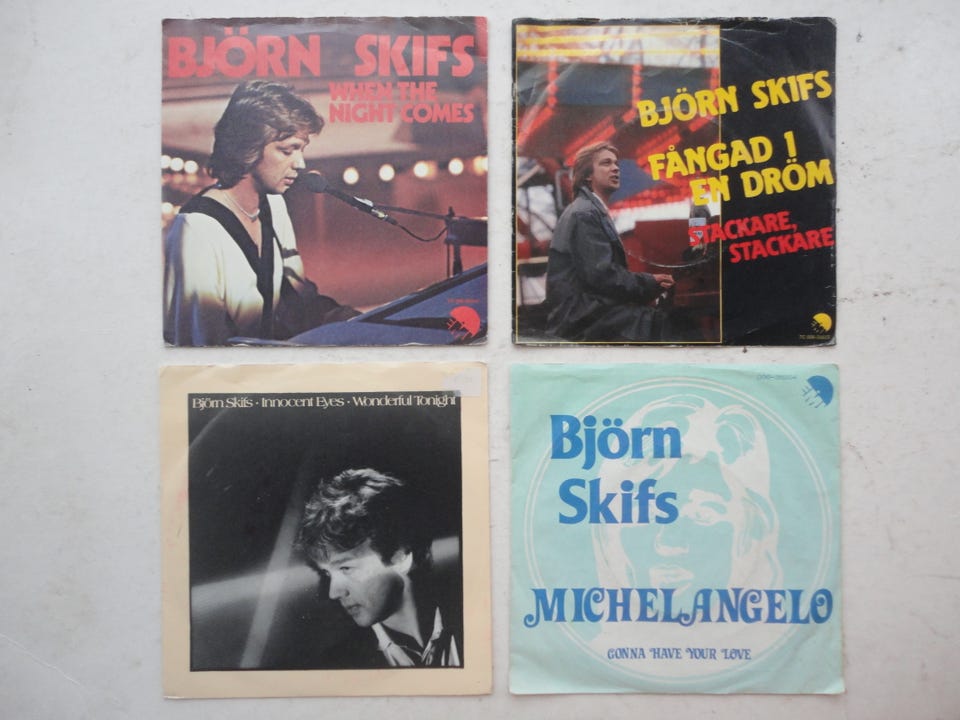 BJÖRN SKIFS
WHEN THE
NIGHT COMES
BJÖRN SKIFS
FÅNGAD I
EN DRÖM
STACKARE,
STACKARE
Björn Skifs · Innocent Eyes · Wonderful Tonight
Björn
Skifs
MICHELANGELO
GONNA HAVE YOUR LOVE